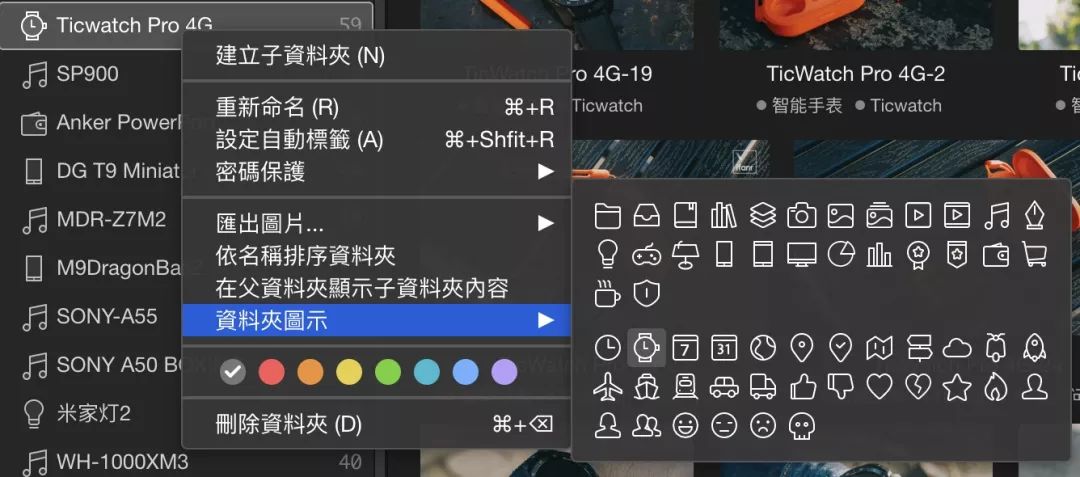 Ticwatch Pro 4G 59
SP900
Anker PowerP
DG T9 Miniat
MDR-Z7M2
M9DragonBa
SONY-A55
SONY A50 BO
米家灯2
WH-1000XM3 40
建立子資料夾 (N)
重新命名 (R) ⌘+R
設定自動標籤 (A) ⌘+Shfit+R
密碼保護
匯出圖片...
依名稱排序資料夾
在父資料夾顯示子資料夾內容
資料夾圖示
刪除資料夾 (D) ⌘+⌫
7 31
TicWatch Pro 4G-19
Ticwatch
TicWatch Pro 4G-2
智能手表 Ticwatch
Ti
智